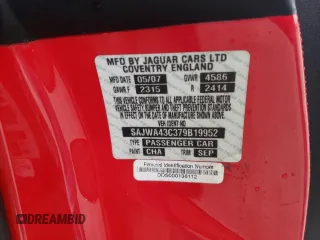 MFD BY JAGUAR CARS LTD
COVENTRY ENGLAND
MFD 05/07 GVWR 4586
GAWR F 2315 R 2414
THIS VEHICLE CONFORMS TO ALL APPLICABLE FEDERAL MOTOR
VEHICLE SAFETY BUMPER AND THEFT PREVENTION STANDARDS
IN EFFECT ON THE DATE OF MANUFACTURE SHOWN ABOVE
VEH IDENT NO
SAJWA43C379B19952
TYPE PASSENGER CAR
PAINT CHA TRIM SEP
Personal Identification Number
DREAMBID